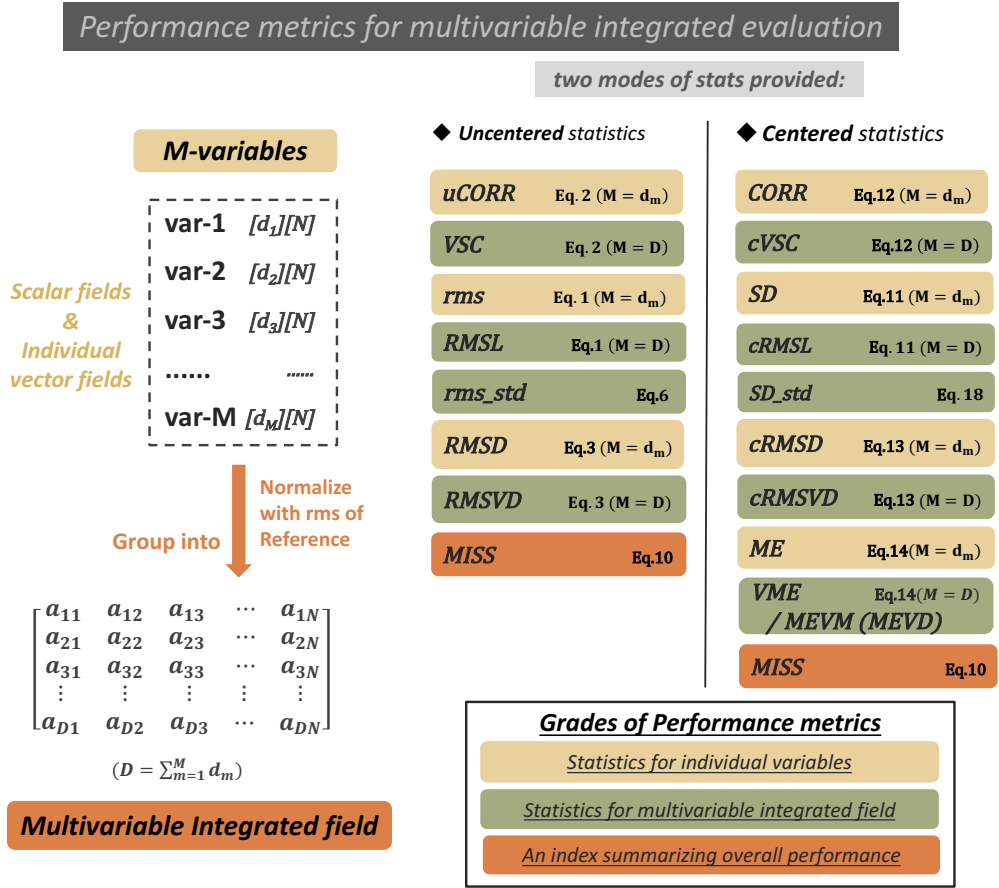 Performance metrics for multivariable integrated evaluation
two modes of stats provided:
M-variables
var-1 [d₁][N]
var-2 [d₂][N]
var-3 [d₃][N]
...... ......
var-M [d_M][N]
Scalar fields
&
Individual
vector fields
Group into
Normalize
with rms of
Reference
a₁₁ a₁₂ a₁₃ ⋯ a₁N
a₂₁ a₂₂ a₂₃ ⋯ a₂N
a₃₁ a₃₂ a₃₃ ⋯ a₃N
⋮ ⋮ ⋮ ⋮ ⋮
a_D1 a_D2 a_D3 ⋯ a_DN
(D = ∑ᴹₘ₌₁ dₘ)
Multivariable Integrated field
◆ Uncentered statistics
uCORR Eq. 2 (M = dₘ)
VSC Eq. 2 (M = D)
rms Eq. 1 (M = dₘ)
RMSL Eq.1 (M = D)
rms_std Eq.6
RMSD Eq.3 (M = dₘ)
RMSVD Eq. 3 (M = D)
MISS Eq.10
◆ Centered statistics
CORR Eq.12 (M = dₘ)
cVSC Eq.12 (M = D)
SD Eq.11 (M = dₘ)
cRMSL Eq. 11 (M = D)
SD_std Eq. 18
cRMSD Eq.13 (M = dₘ)
cRMSVD Eq.13 (M = D)
ME Eq.14(M = dₘ)
VME Eq.14(M = D)
/ MEVM (MEVD)
MISS Eq.10
Grades of Performance metrics
Statistics for individual variables
Statistics for multivariable integrated field
An index summarizing overall performance